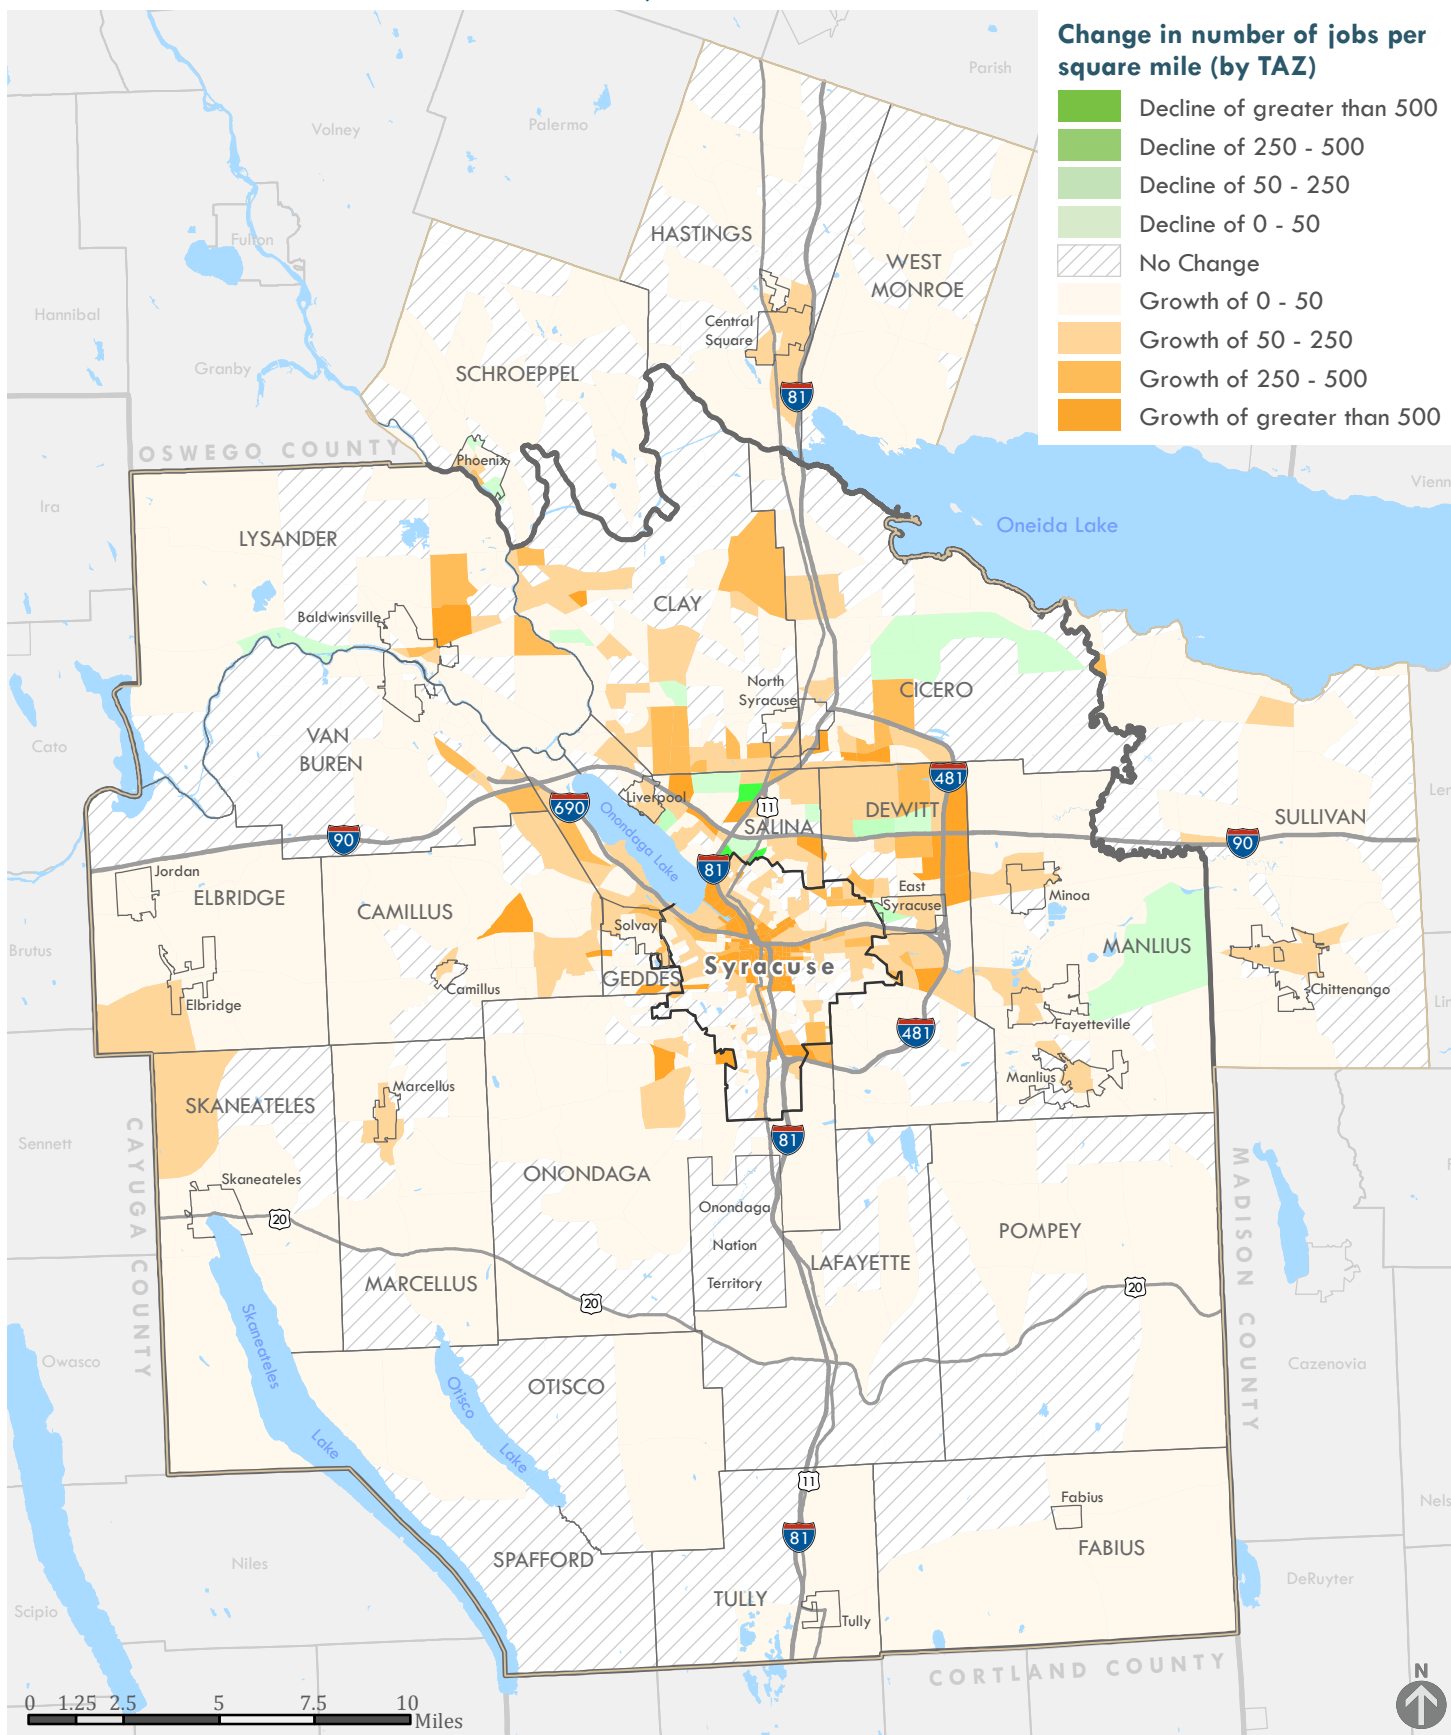 Change in number of jobs per
square mile (by TAZ)
Decline of greater than 500
Decline of 250 - 500
Decline of 50 - 250
Decline of 0 - 50
No Change
Growth of 0 - 50
Growth of 50 - 250
Growth of 250 - 500
Growth of greater than 500
Parish
Palermo
Volney
Fulton
HASTINGS
WEST
MONROE
Hannibal
Central
Square
Granby
SCHROEPPEL
81
OSWEGO COUNTY
Phoenix
Vienn
Ira
Oneida Lake
LYSANDER
CLAY
Baldwinsville
North
Syracuse
CICERO
Cato
VAN
BUREN
481
Liverpool
690
11
DEWITT
SALINA
SULLIVAN
Onondaga Lake
90
90
81
Jordan
ELBRIDGE
CAMILLUS
East
Syracuse
Minoa
Solvay
Brutus
MANLIUS
Syracuse
GEDDES
Camillus
Elbridge
Chittenango
Fayetteville
481
Manlius
Marcellus
SKANEATELES
CAYUGA COUNTY
Sennett
81
MADISON COUNTY
ONONDAGA
Skaneateles
20
Onondaga
Nation
Territory
POMPEY
LAFAYETTE
MARCELLUS
20
20
Skaneateles
Lake
Owasco
Cazenovia
Otisco
Lake
OTISCO
11
Fabius
Nels
81
FABIUS
SPAFFORD
Niles
DeRuyter
TULLY
Scipio
Tully
CORTLAND COUNTY
N
0 1.25 2.5 5 7.5 10
Miles